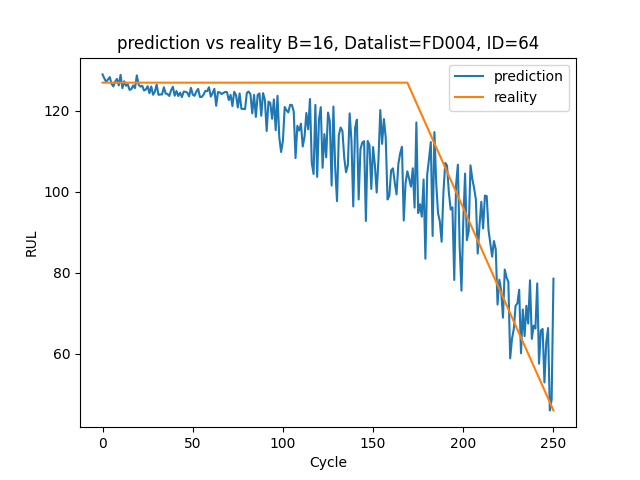 prediction vs reality B=16, Datalist=FD004, ID=64
prediction
reality
RUL
120
100
80
60
0
50
100
150
200
250
Cycle